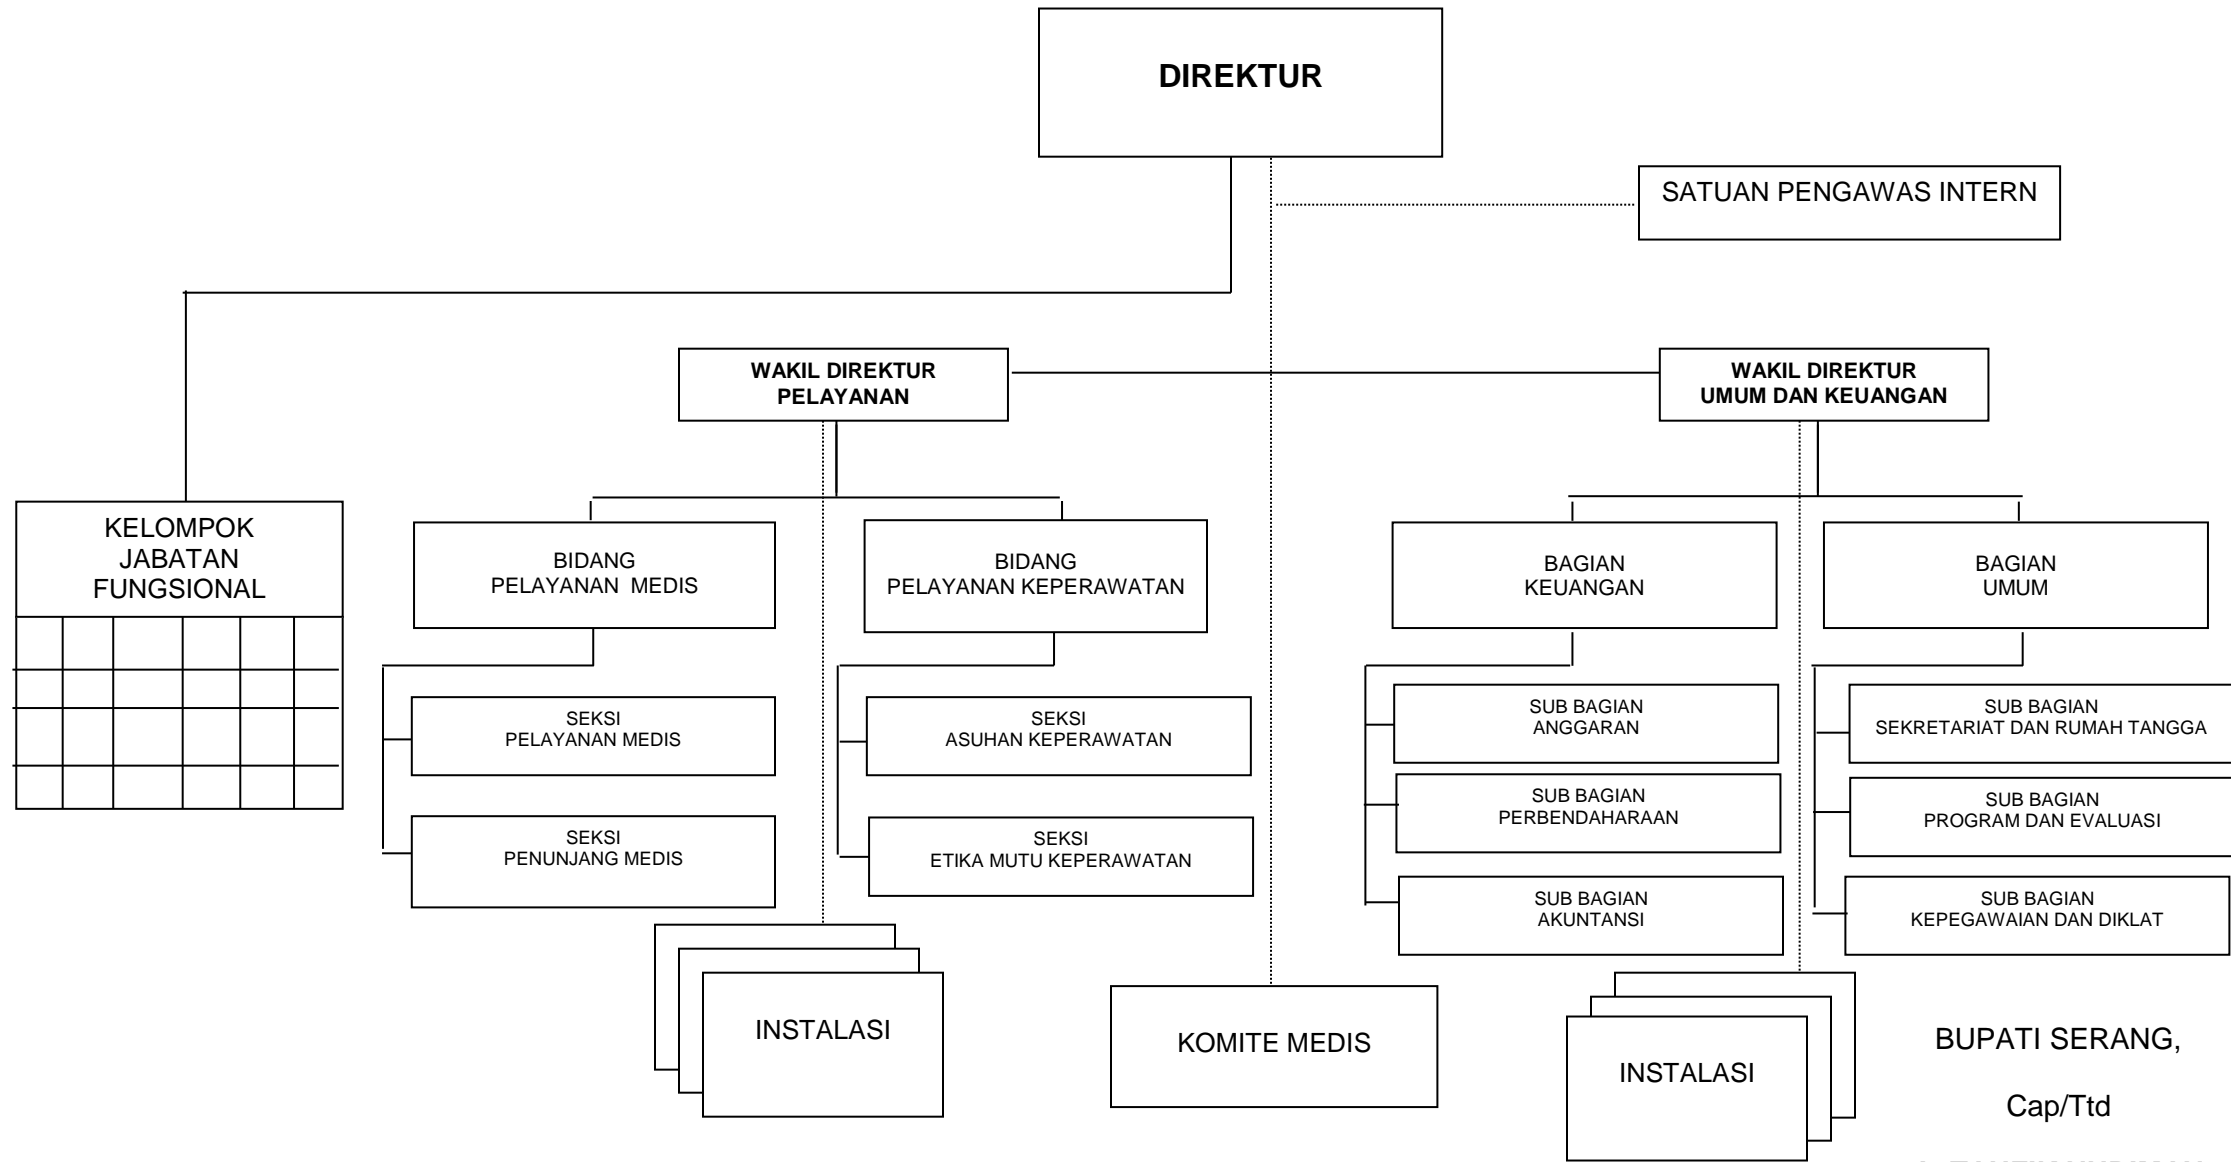 DIREKTUR
SATUAN PENGAWAS INTERN
WAKIL DIREKTUR
PELAYANAN
WAKIL DIREKTUR
UMUM DAN KEUANGAN
KELOMPOK
JABATAN
FUNGSIONAL
BIDANG
PELAYANAN MEDIS
BIDANG
PELAYANAN KEPERAWATAN
BAGIAN
KEUANGAN
BAGIAN
UMUM
SEKSI
PELAYANAN MEDIS
SEKSI
ASUHAN KEPERAWATAN
SUB BAGIAN
ANGGARAN
SUB BAGIAN
SEKRETARIAT DAN RUMAH TANGGA
SUB BAGIAN
PERBENDAHARAAN
SUB BAGIAN
PROGRAM DAN EVALUASI
SEKSI
PENUNJANG MEDIS
SEKSI
ETIKA MUTU KEPERAWATAN
SUB BAGIAN
AKUNTANSI
SUB BAGIAN
KEPEGAWAIAN DAN DIKLAT
INSTALASI
KOMITE MEDIS
INSTALASI
BUPATI SERANG,
Cap/Ttd